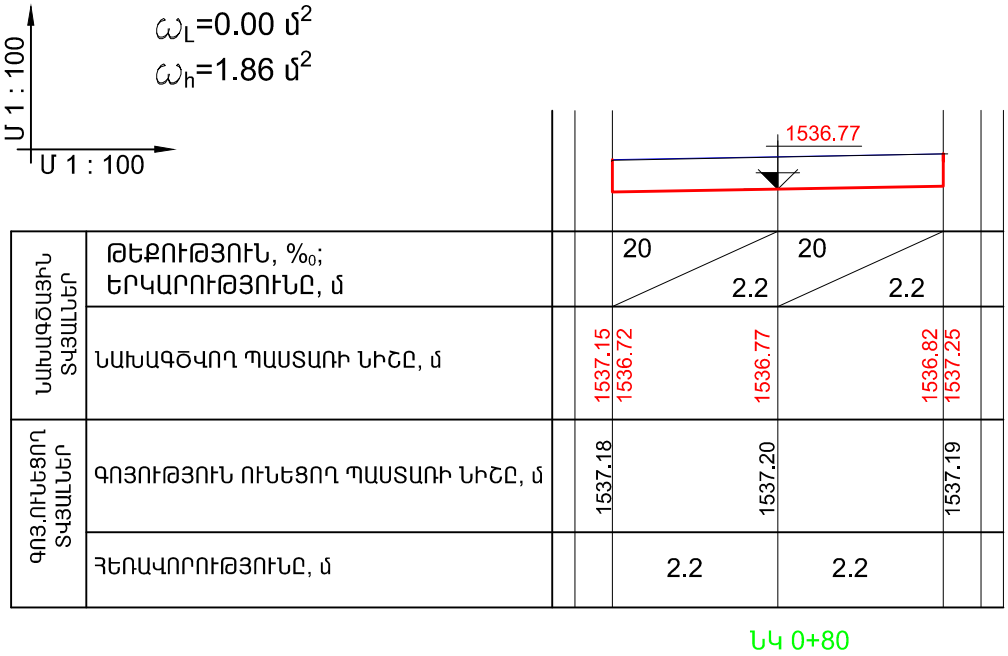 ωL=0.00 մ²
ωh=1.86 մ²
Մ 1 : 100
Մ 1 : 100
1536.77
ՆԱԽԱԳԾԱՅԻՆ
ՏՎՅԱԼՆԵՐ
ԹԵՔՈՒԹՅՈՒՆ, ‰;
ԵՐԿԱՐՈՒԹՅՈՒՆԸ, մ
20
2.2
20
2.2
ՆԱԽԱԳԾՎՈՂ ՊԱՍՏԱՌԻ ՆԻՇԸ, մ
1537.15
1536.72
1536.77
1536.82
1537.25
ԳՈՅ.ՈՒՆԵՑՈՂ
ՏՎՅԱԼՆԵՐ
ԳՈՅՈՒԹՅՈՒՆ ՈՒՆԵՑՈՂ ՊԱՍՏԱՌԻ ՆԻՇԸ, մ
1537.18
1537.20
1537.19
ՀԵՌԱՎՈՐՈՒԹՅՈՒՆԸ, մ
2.2
2.2
ՆԿ 0+80